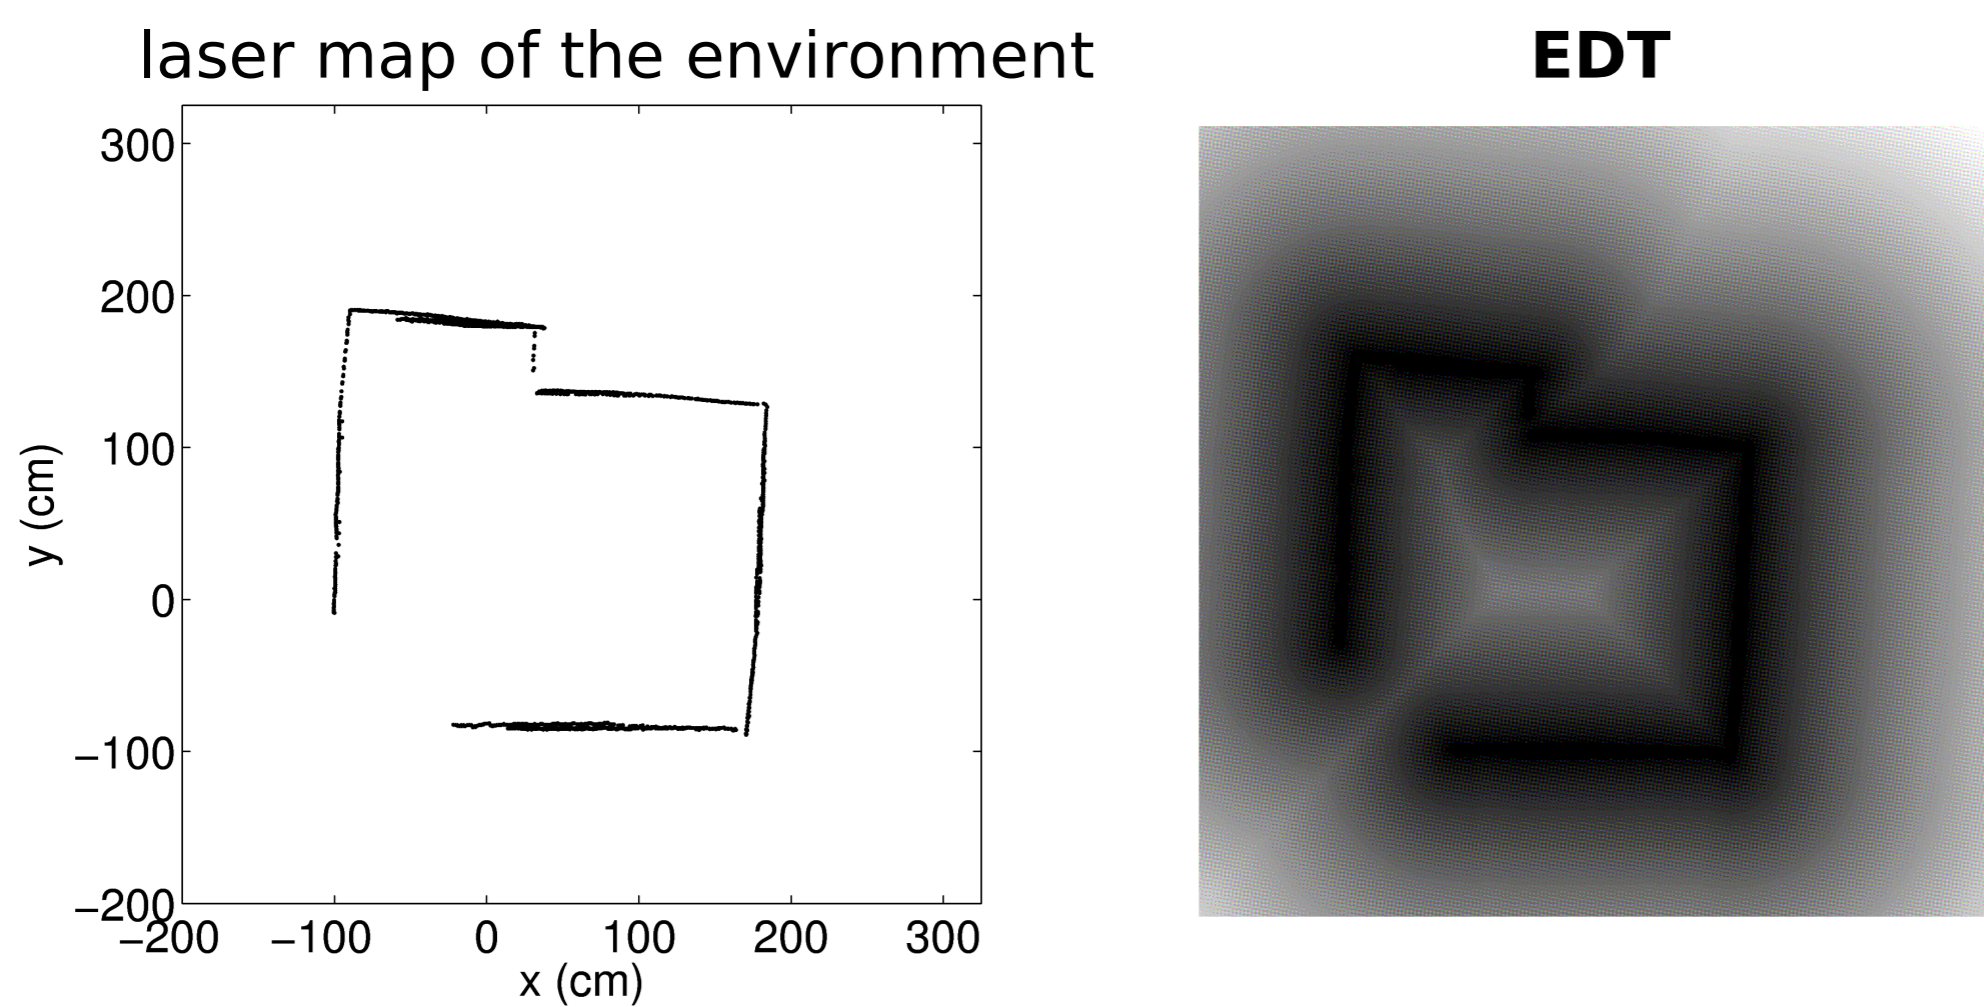 laser map of the environment
EDT
300
200
100
0
−100
−200
y (cm)
−200 −100 0 100 200 300
x (cm)